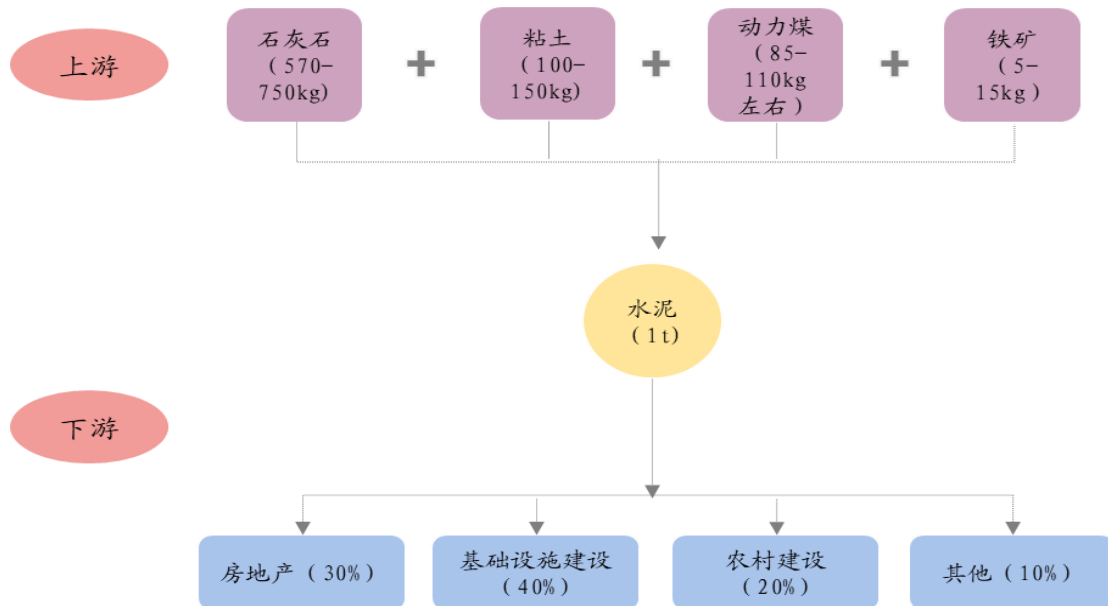 上游
石灰石
（570-
750kg)
粘土
（100-
150kg)
动力煤
（85-
110kg
左右）
铁矿
（5-
15kg）
水泥
（1t)
下游
房地产（30%）
基础设施建设
（40%）
农村建设
（20%）
其他（10%）